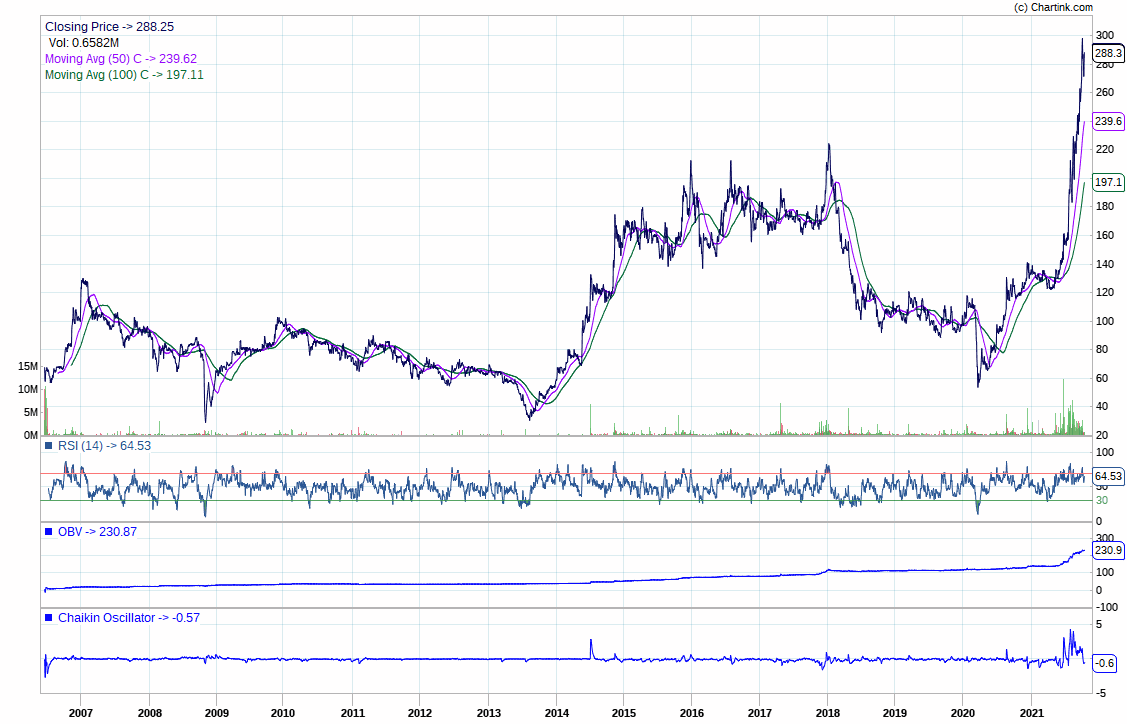 (c) Chartink.com
Closing Price -> 288.25
Vol: 0.6582M
Moving Avg (50) C -> 239.62
Moving Avg (100) C -> 197.11
300
288.3
280
260
239.6
220
197.1
180
160
140
120
100
80
60
40
20
15M
10M
5M
0M
RSI (14) -> 64.53
100
64.53
50
30
0
OBV -> 230.87
300
230.9
100
0
-100
Chaikin Oscillator -> -0.57
5
-0.6
-5
2007 2008 2009 2010 2011 2012 2013 2014 2015 2016 2017 2018 2019 2020 2021